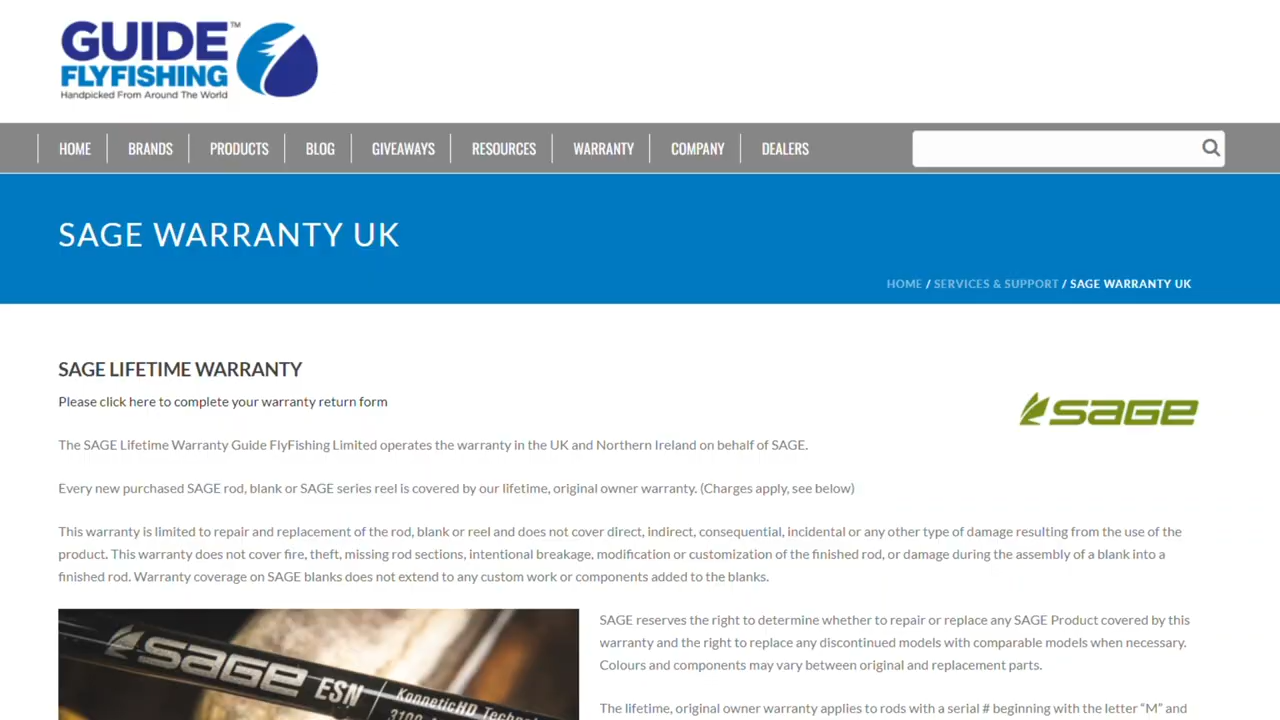 GUIDE™
FLYFISHING
Handpicked From Around The World
HOME BRANDS PRODUCTS BLOG GIVEAWAYS RESOURCES WARRANTY COMPANY DEALERS
SAGE WARRANTY UK
HOME / SERVICES & SUPPORT / SAGE WARRANTY UK
SAGE LIFETIME WARRANTY
Please click here to complete your warranty return form
sage
The SAGE Lifetime Warranty Guide FlyFishing Limited operates the warranty in the UK and Northern Ireland on behalf of SAGE.
Every new purchased SAGE rod, blank or SAGE series reel is covered by our lifetime, original owner warranty. (Charges apply, see below)
This warranty is limited to repair and replacement of the rod, blank or reel and does not cover direct, indirect, consequential, incidental or any other type of damage resulting from the use of the
product. This warranty does not cover fire, theft, missing rod sections, intentional breakage, modification or customization of the finished rod, or damage during the assembly of a blank into a
finished rod. Warranty coverage on SAGE blanks does not extend to any custom work or components added to the blanks.
sage ESN KonneticHD
SAGE reserves the right to determine whether to repair or replace any SAGE Product covered by this
warranty and the right to replace any discontinued models with comparable models when necessary.
Colours and components may vary between original and replacement parts.
The lifetime, original owner warranty applies to rods with a serial # beginning with the letter “M” and